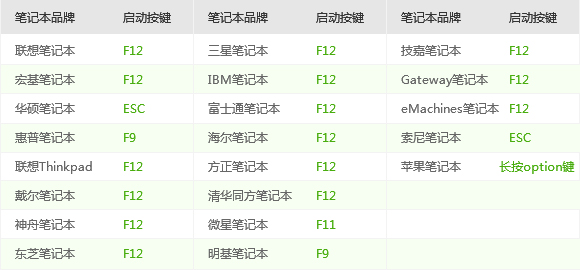 笔记本品牌 启动按键 笔记本品牌 启动按键 笔记本品牌 启动按键
联想笔记本 F12 三星笔记本 F12 技嘉笔记本 F12
宏基笔记本 F12 IBM笔记本 F12 Gateway笔记本 F12
华硕笔记本 ESC 富士通笔记本 F12 eMachines笔记本 F12
惠普笔记本 F9 海尔笔记本 F12 索尼笔记本 ESC
联想Thinkpad F12 方正笔记本 F12 苹果笔记本 长按option键
戴尔笔记本 F12 清华同方笔记本 F12
神舟笔记本 F12 微星笔记本 F11
东芝笔记本 F12 明基笔记本 F9